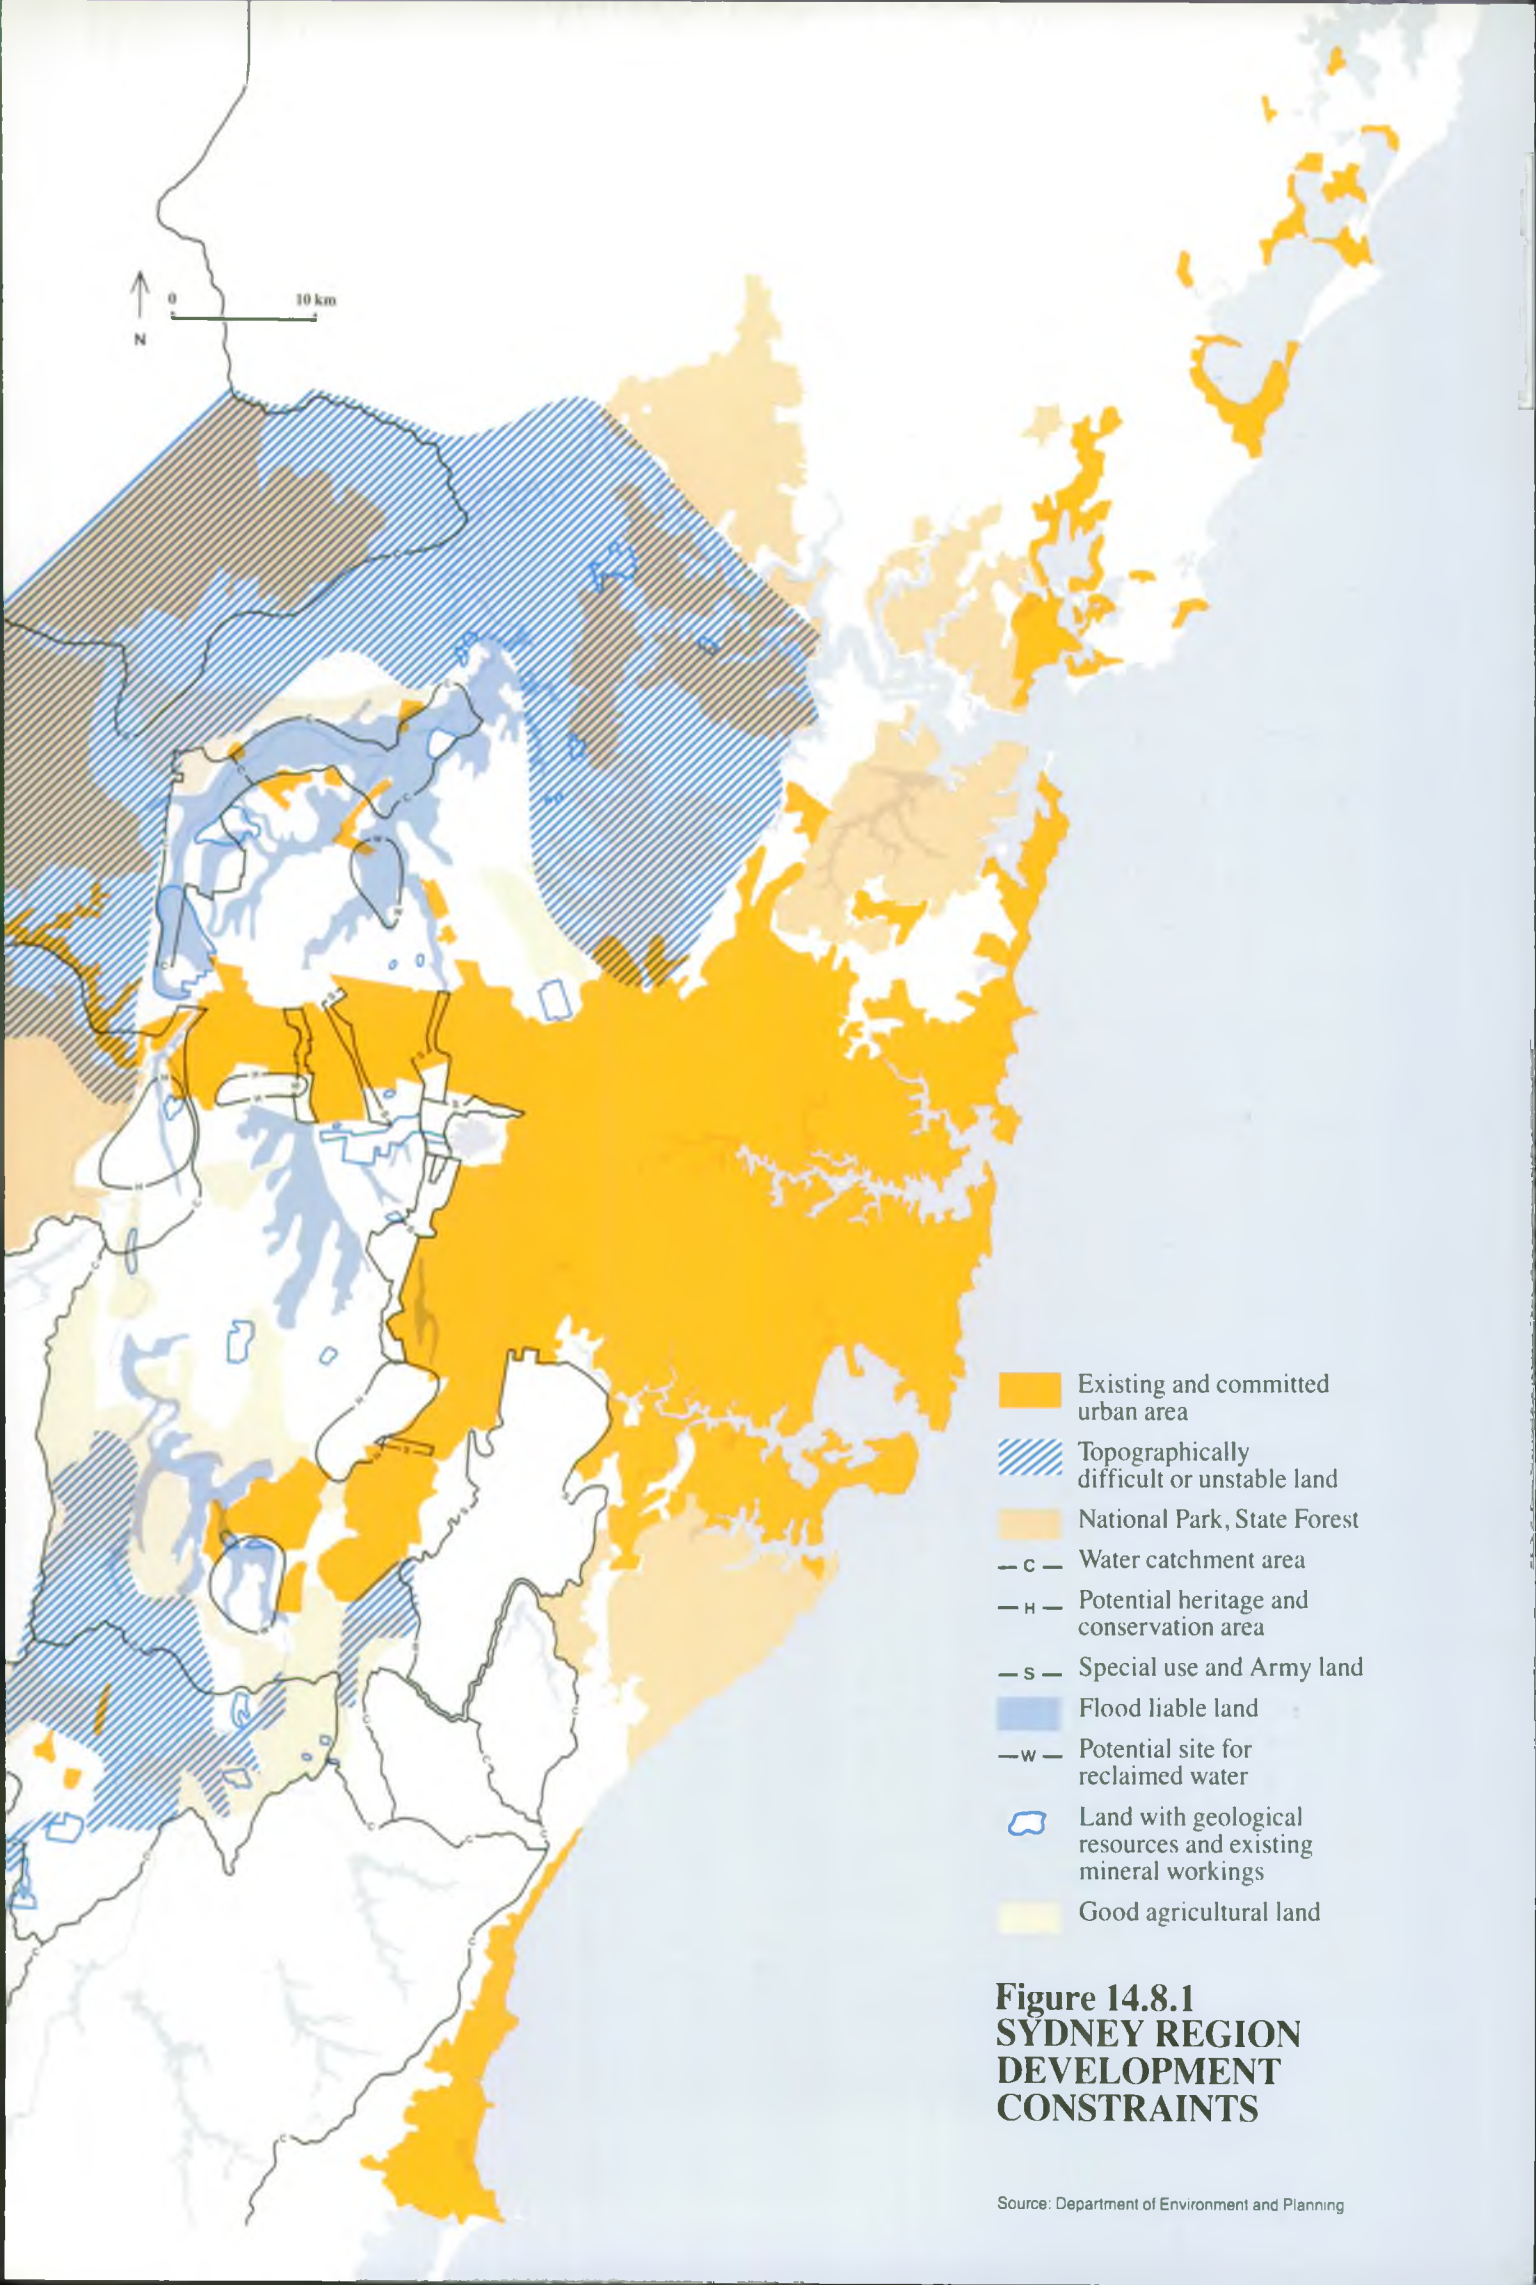 0
10 km
N
Existing and committed
urban area
Topographically
difficult or unstable land
National Park, State Forest
— C — Water catchment area
— H — Potential heritage and
conservation area
— S — Special use and Army land
Flood liable land
— W — Potential site for
reclaimed water
Land with geological
resources and existing
mineral workings
Good agricultural land
Figure 14.8.1
SYDNEY REGION
DEVELOPMENT
CONSTRAINTS
Source: Department of Environment and Planning